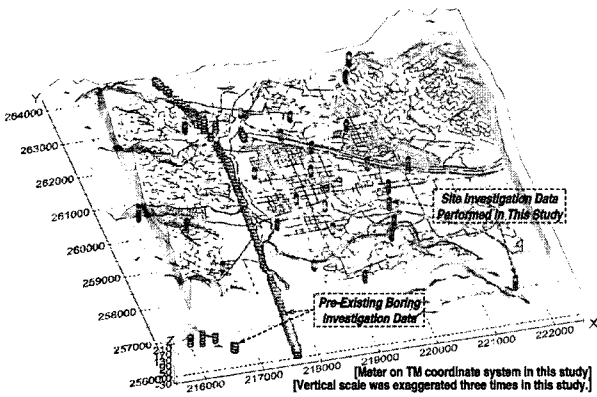 Y
264000
263000
262000
261000
260000
259000
258000
257000
Z
216000
217000
218000
219000
220000
221000
222000
X
Site Investigation Data
Performed in This Study
Pre-Existing Boring
Investigation Data
[Meter on TM coordinate system in this study]
[Vertical scale was exaggerated three times in this study.]